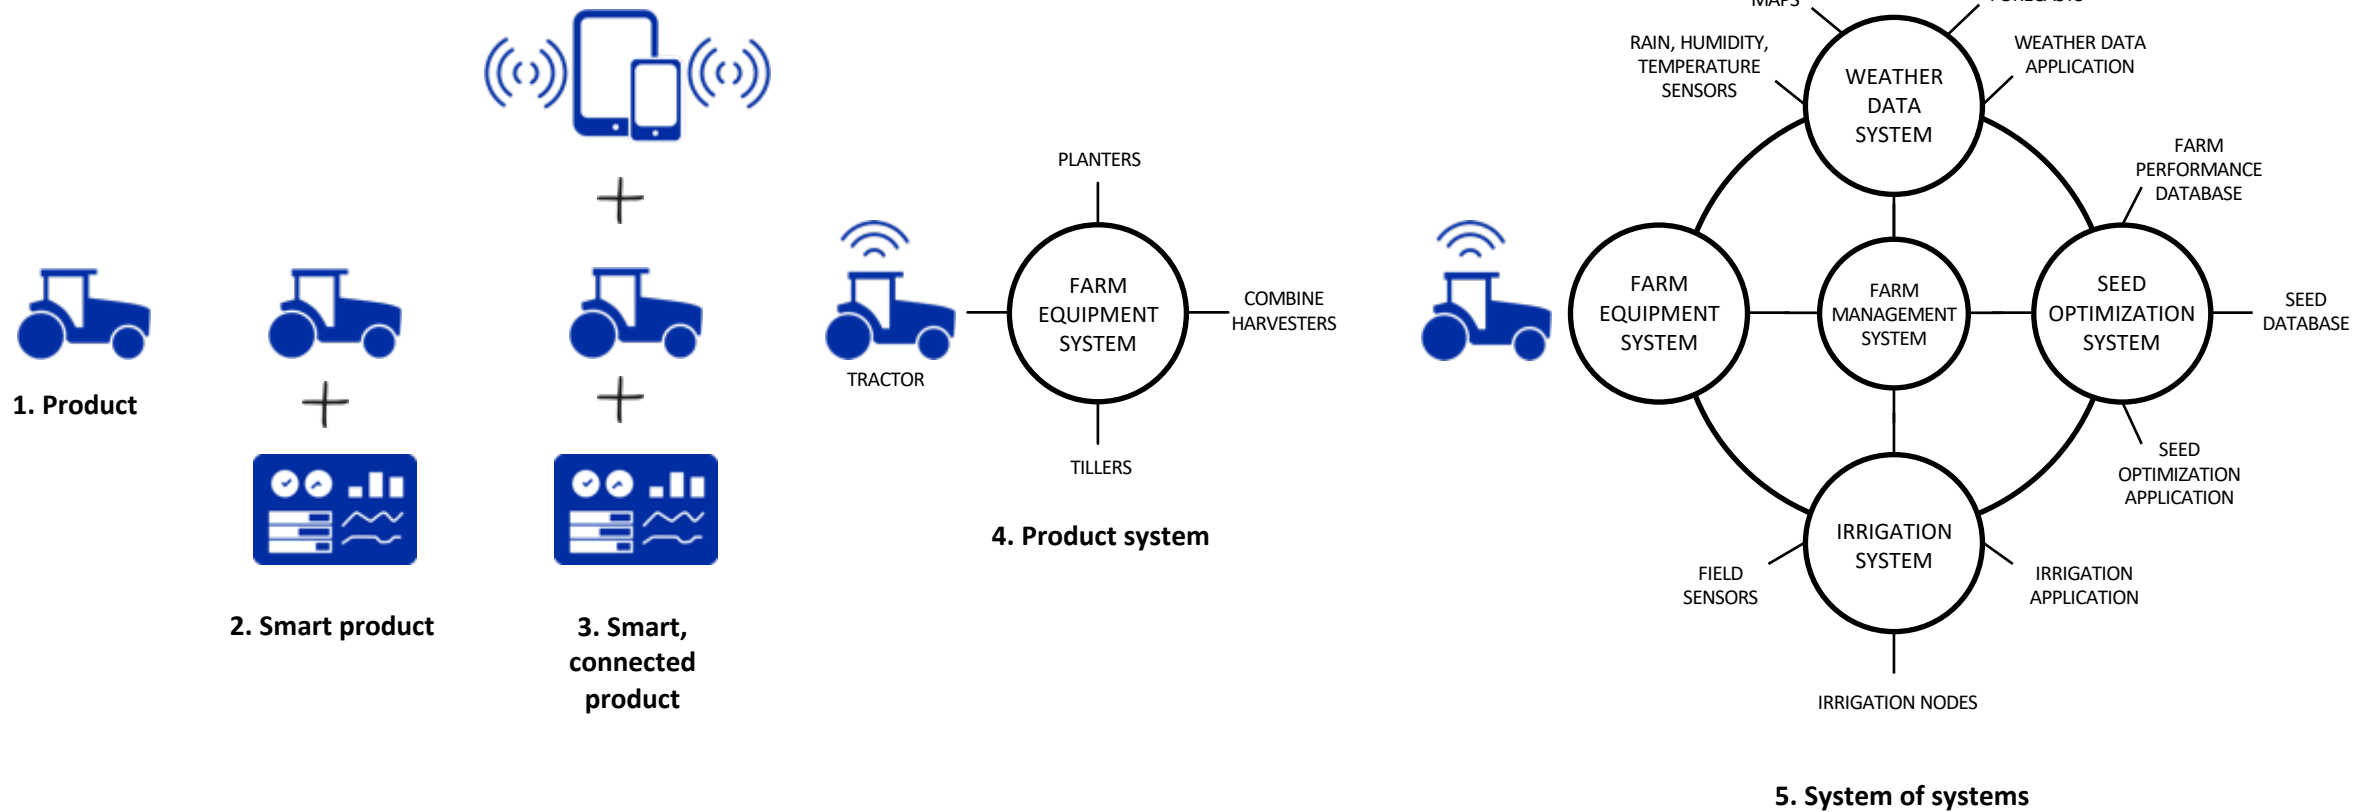 1. Product
2. Smart product
3. Smart,
connected
product
PLANTERS
FARM
EQUIPMENT
SYSTEM
COMBINE
HARVESTERS
TRACTOR
TILLERS
4. Product system
MAPS
RAIN, HUMIDITY,
TEMPERATURE
SENSORS
WEATHER
DATA
SYSTEM
WEATHER DATA
APPLICATION
FARM
PERFORMANCE
DATABASE
FARM
EQUIPMENT
SYSTEM
FARM
MANAGEMENT
SYSTEM
SEED
OPTIMIZATION
SYSTEM
SEED
DATABASE
SEED
OPTIMIZATION
APPLICATION
IRRIGATION
SYSTEM
FIELD
SENSORS
IRRIGATION
APPLICATION
IRRIGATION NODES
5. System of systems